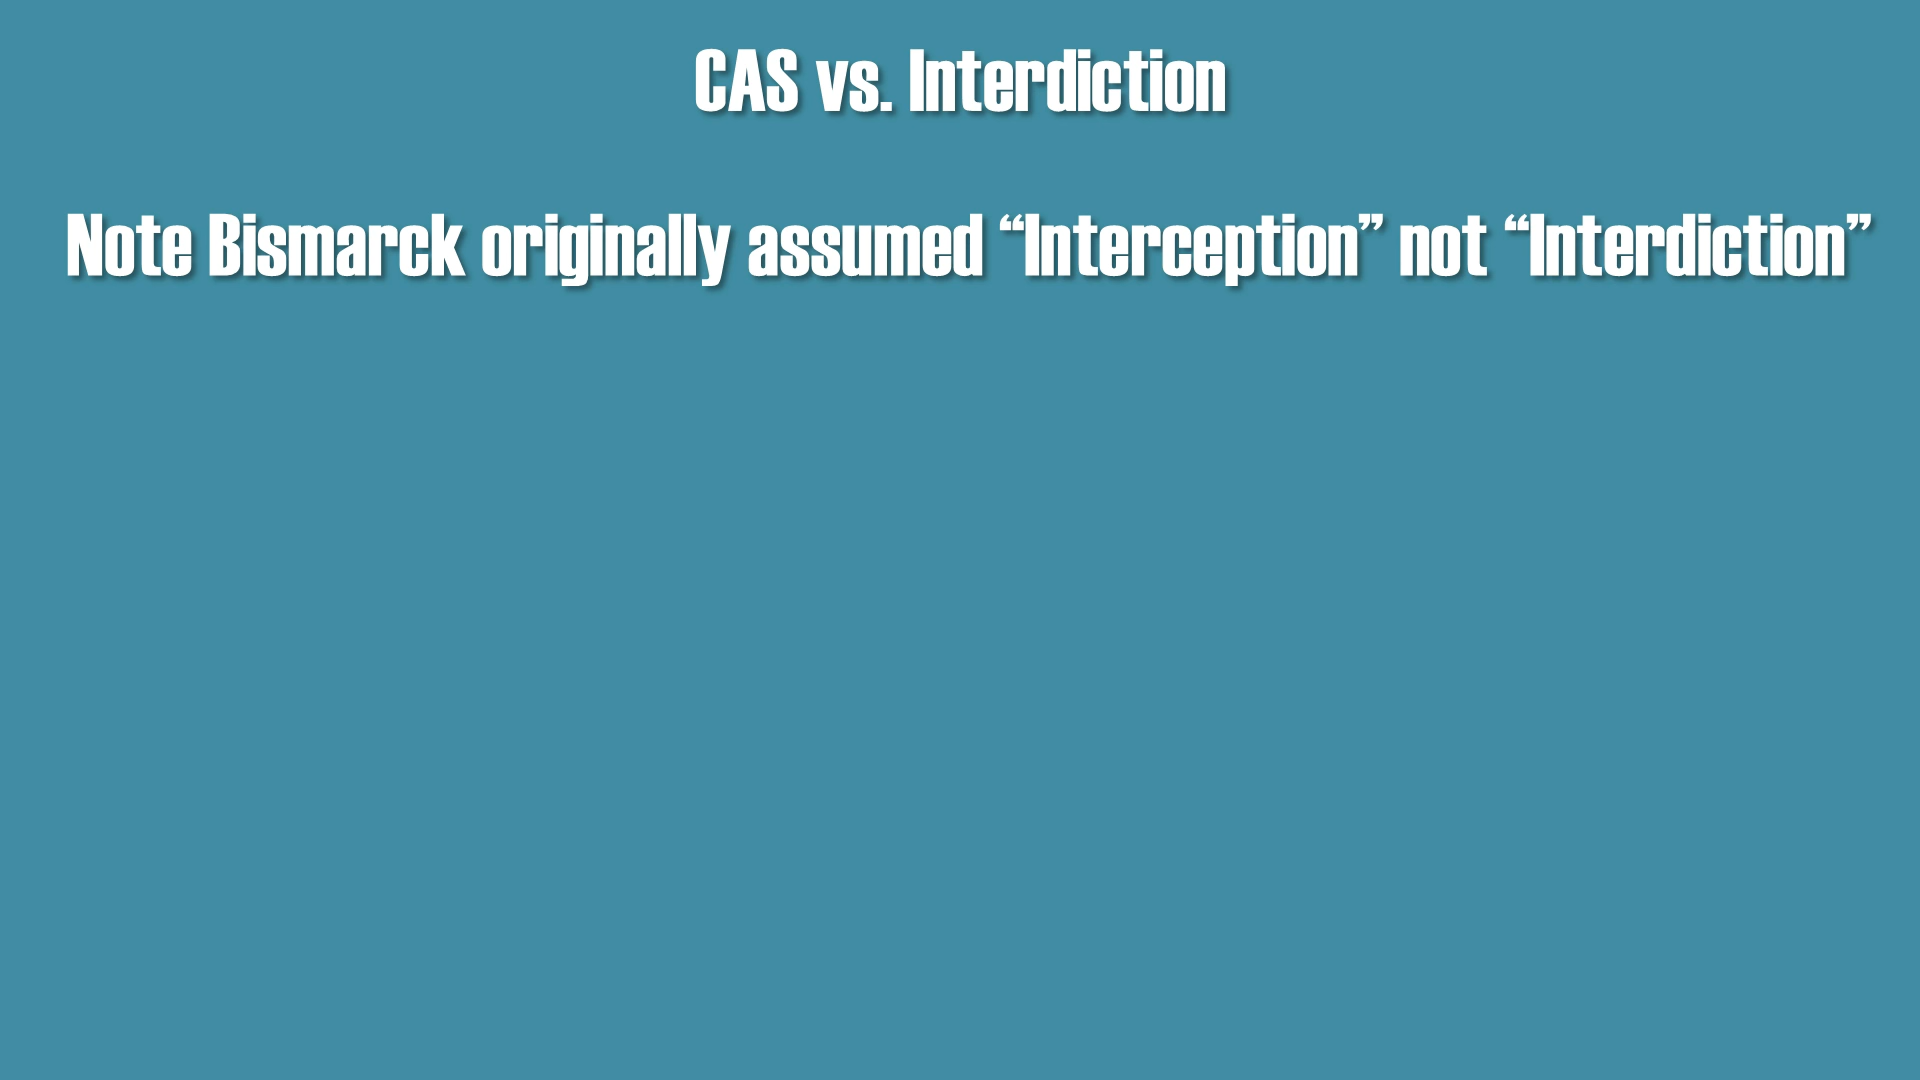 CAS vs. Interdiction
Note Bismarck originally assumed “Interception” not “Interdiction”